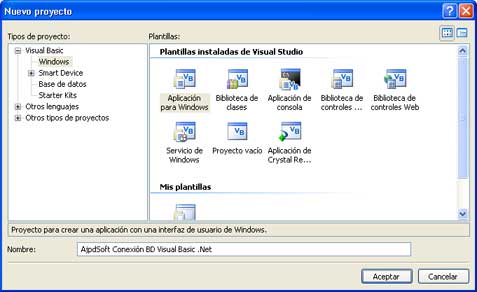 Nuevo proyecto
Tipos de proyecto:
Plantillas:
Visual Basic
Windows
Smart Device
Base de datos
Starter Kits
Otros lenguajes
Otros tipos de proyectos
Plantillas instaladas de Visual Studio
Aplicación para Windows
Biblioteca de clases
Aplicación de consola
Biblioteca de controles ...
Biblioteca de controles Web
Servicio de Windows
Proyecto vacío
Aplicación de Crystal Re...
Mis plantillas
Proyecto para crear una aplicación con una interfaz de usuario de Windows.
Nombre:
AjpdSoft Conexión BD Visual Basic .Net
Aceptar
Cancelar